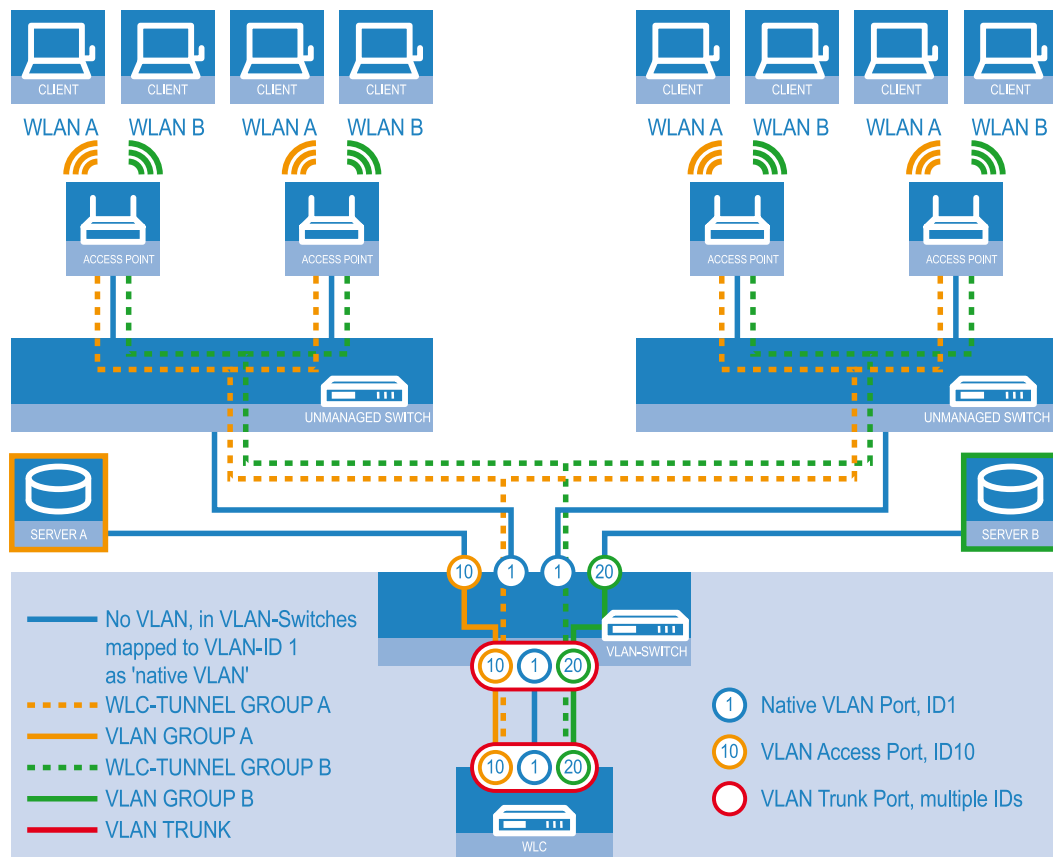 CLIENT CLIENT CLIENT CLIENT CLIENT CLIENT CLIENT CLIENT
WLAN A WLAN B WLAN A WLAN B WLAN A WLAN B WLAN A WLAN B
ACCESS POINT ACCESS POINT ACCESS POINT ACCESS POINT
UNMANAGED SWITCH UNMANAGED SWITCH
SERVER A SERVER B
10 1 1 20
VLAN-SWITCH
10 1 20
10 1 20
WLC
No VLAN, in VLAN-Switches
mapped to VLAN-ID 1
as 'native VLAN'
WLC-TUNNEL GROUP A
VLAN GROUP A
WLC-TUNNEL GROUP B
VLAN GROUP B
VLAN TRUNK
1 Native VLAN Port, ID1
10 VLAN Access Port, ID10
VLAN Trunk Port, multiple IDs